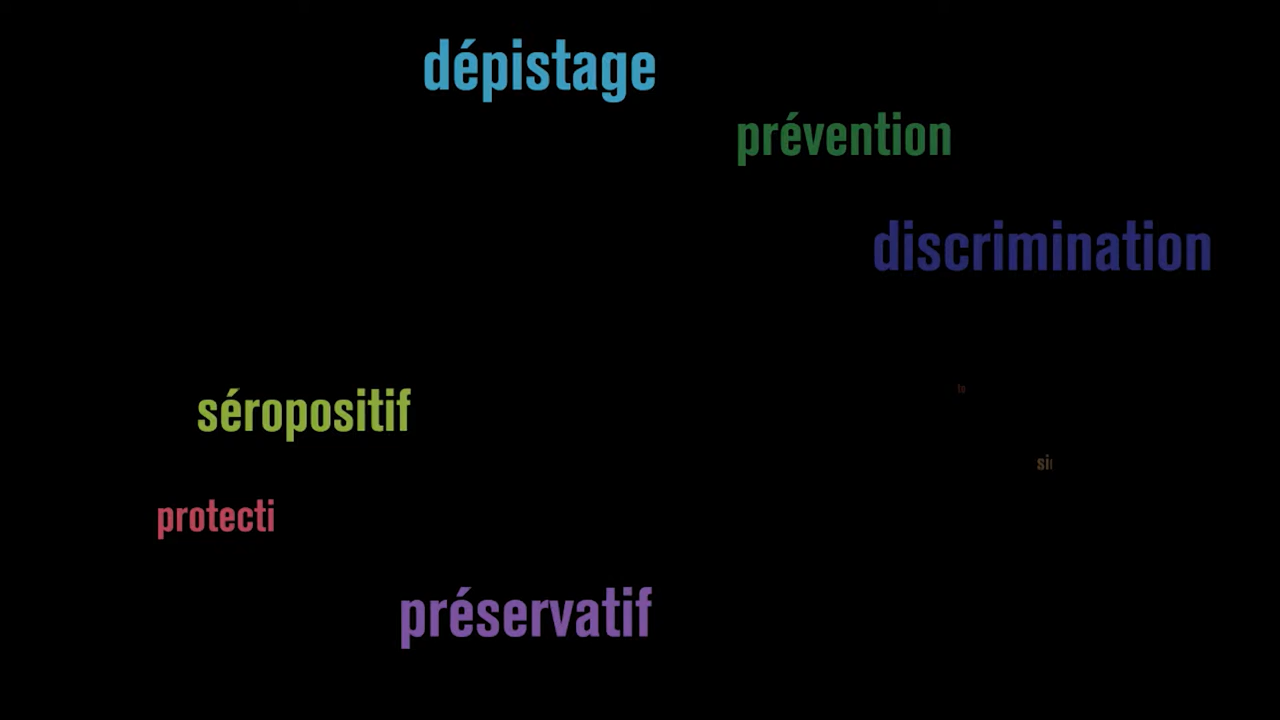 dépistage
prévention
discrimination
séropositif
protecti
préservatif